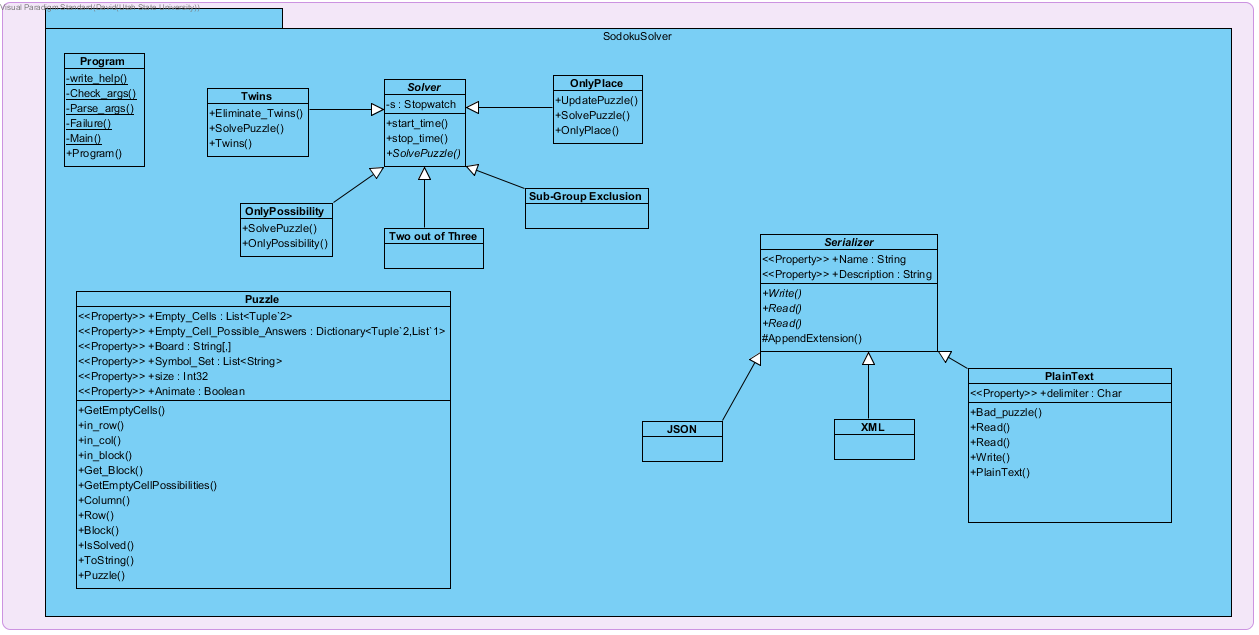 Visual Paradigm Standard(David(Utah State University))
SodokuSolver
Program
-write_help()
-Check_args()
-Parse_args()
-Failure()
-Main()
+Program()
Twins
+Eliminate_Twins()
+SolvePuzzle()
+Twins()
Solver
-s : Stopwatch
+start_time()
+stop_time()
+SolvePuzzle()
OnlyPlace
+UpdatePuzzle()
+SolvePuzzle()
+OnlyPlace()
OnlyPossibility
+SolvePuzzle()
+OnlyPossibility()
Two out of Three
Sub-Group Exclusion
Serializer
<<Property>> +Name : String
<<Property>> +Description : String
+Write()
+Read()
+Read()
#AppendExtension()
Puzzle
<<Property>> +Empty_Cells : List<Tuple`2>
<<Property>> +Empty_Cell_Possible_Answers : Dictionary<Tuple`2,List`1>
<<Property>> +Board : String[,]
<<Property>> +Symbol_Set : List<String>
<<Property>> +size : Int32
<<Property>> +Animate : Boolean
+GetEmptyCells()
+in_row()
+in_col()
+in_block()
+Get_Block()
+GetEmptyCellPossibilities()
+Column()
+Row()
+Block()
+IsSolved()
+ToString()
+Puzzle()
JSON
XML
PlainText
<<Property>> +delimiter : Char
+Bad_puzzle()
+Read()
+Read()
+Write()
+PlainText()